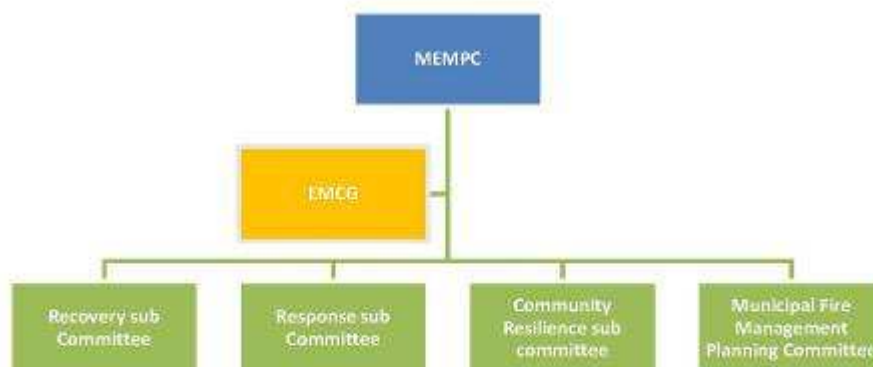 MEMPC
EMCG
Recovery sub
Committee
Response sub
Committee
Community
Resilience sub
committee
Municipal Fire
Management
Planning Committee